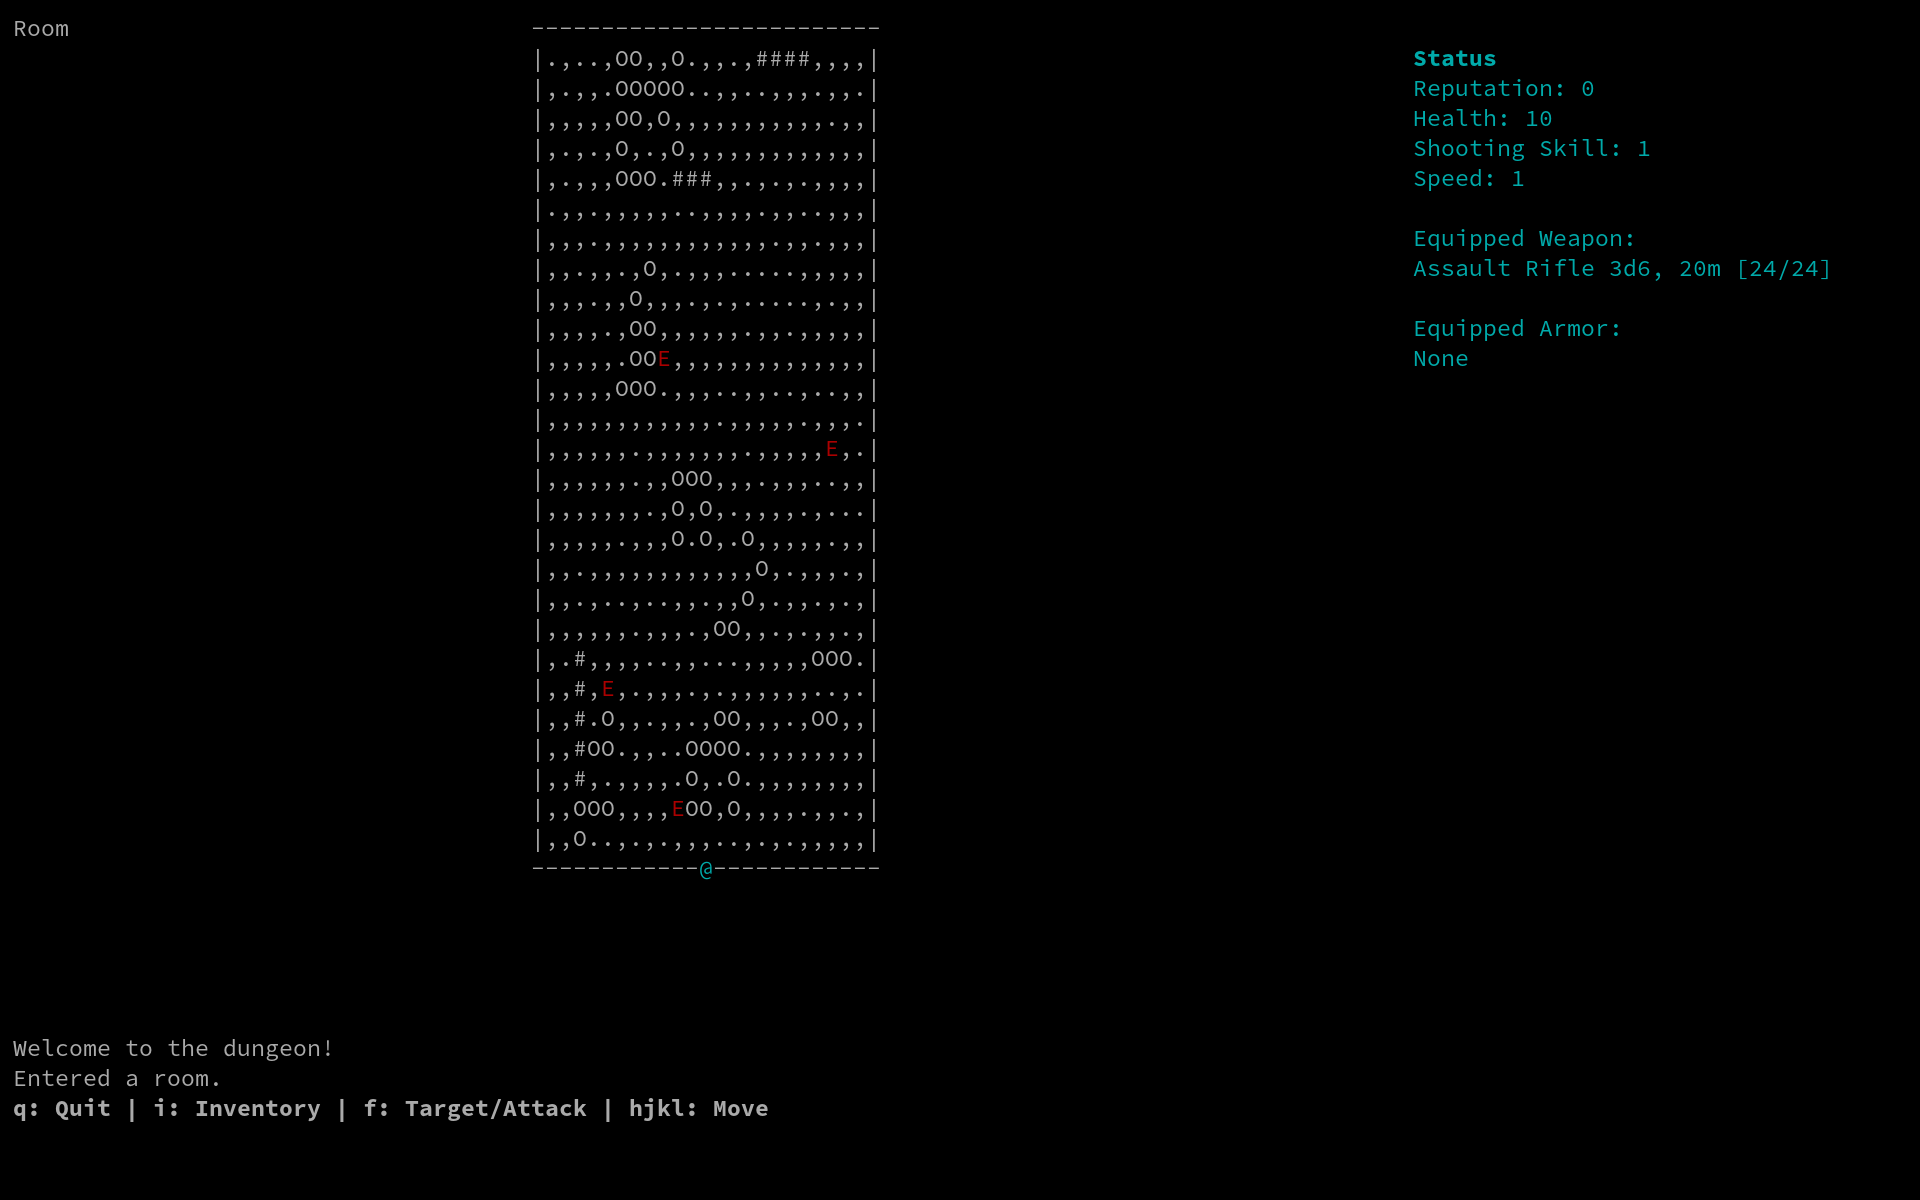 Room
-------------------------
|.,..,OO,,O.,,.,####,,,,|
|,.,,.OOOOO..,,..,,,.,,.|
|,,,,,OO,O,,,,,,,,,,,.,,|
|,.,.,O,.,O,,,,,,,,,,,,,|
|,.,,,OOO.###,,.,.,.,,,,|
|.,,.,,,,,..,,,,.,,..,,,|
|,,,.,,,,,,,,,,,,.,,.,,,|
|,,.,.,,O,.,,,.....,,,,,|
|,,,.,,O,,,.,.,....,.,.,|
|,,,,.,OO,,,,.,,.,,.,,,,|
|,,,,,.OOE,,,,,,,,,,,,,,|
|,,,,,OOO.,,,..,.,.,..,,|
|,,,,,,,,,,,,.,,,,,,,.,.|
|,,,,,.,,,,.,,,.,.,,,E,.|
|,,,,,,.,,OOO,,,.,,,..,,|
|,,,,,,,.,O,O,.,,,,.,...|
|,,,,,.,,,O.O,.O,,,,,.,,|
|,,.,,,,,,,,,,,,O,.,,,.,|
|,,.,..,.,,.,,,O,.,,.,.,|
|,,,,,,.,,,.,OO,,,.,.,,,|
|,.#,,,,..,,...,,,,,OOO.|
|,,#,E,.,,,.,.,.,,,,..,.|
|,,#.O,,.,,.,OO,,,.,OO,,|
|,,#OO.,,..OOOO.,,,,,,,,|
|,,#,.,,,,.O,.O.,,,,,,,,|
|,,OOO,,,,EOO,O,,,,.,.,,|
|,,O..,.,.,,,..,.,.,,,,,|
------------@------------
Status
Reputation: 0
Health: 10
Shooting Skill: 1
Speed: 1
Equipped Weapon:
Assault Rifle 3d6, 20m [24/24]
Equipped Armor:
None
Welcome to the dungeon!
Entered a room.
q: Quit | i: Inventory | f: Target/Attack | hjkl: Move